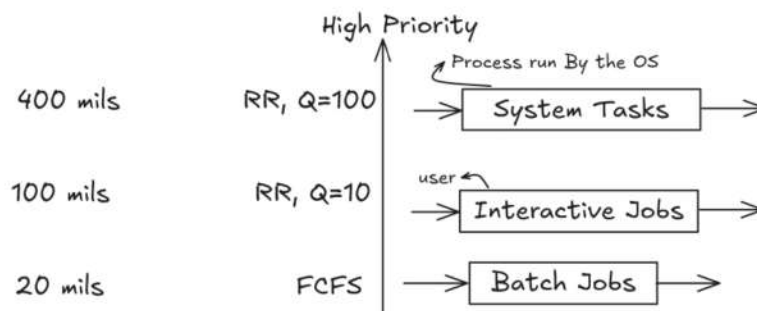 High Priority
Process run By the OS
400 mils RR, Q=100 System Tasks
user
100 mils RR, Q=10 Interactive Jobs
20 mils FCFS Batch Jobs